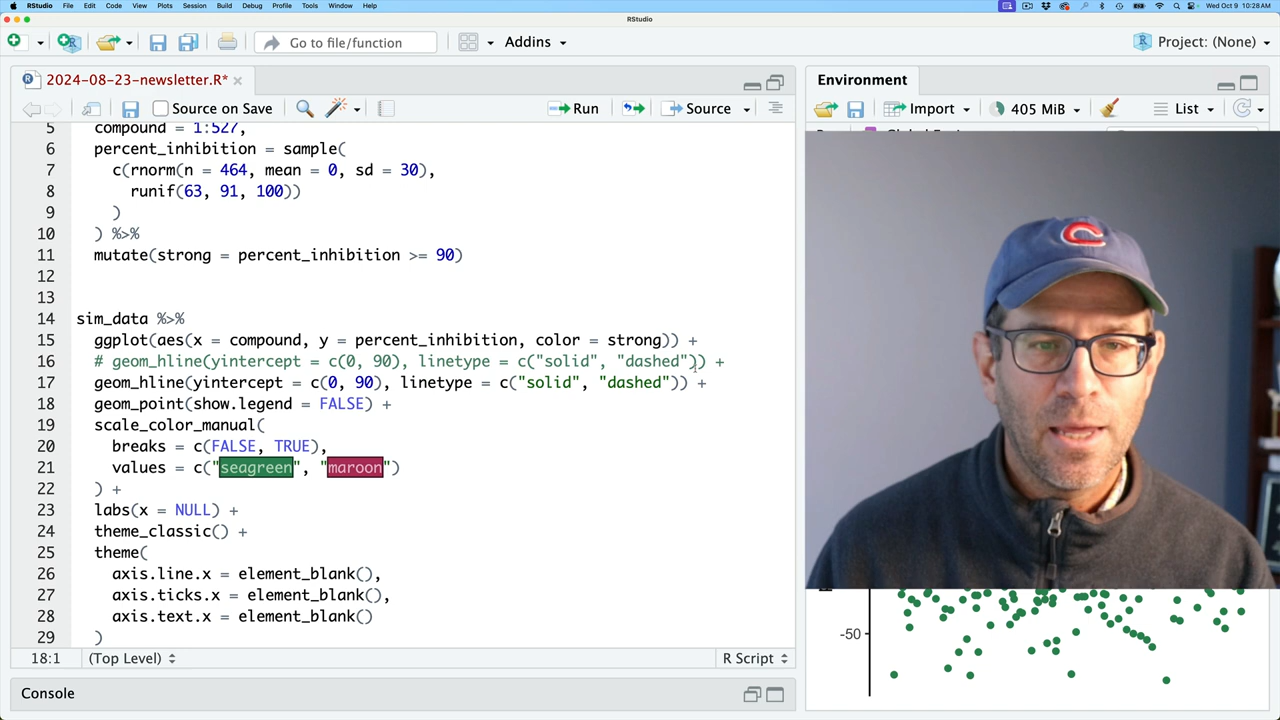 RStudio File Edit Code View Plots Session Build Debug Profile Tools Window Help
Wed Oct 9 10:28 AM
RStudio
Go to file/function
Addins
Project: (None)
2024-08-23-newsletter.R*
Source on Save
Run
Source
5 compound = 1:527,
6 percent_inhibition = sample(
7 c(rnorm(n = 464, mean = 0, sd = 30),
8 runif(63, 91, 100))
9 )
10 ) %>%
11 mutate(strong = percent_inhibition >= 90)
12
13
14 sim_data %>%
15 ggplot(aes(x = compound, y = percent_inhibition, color = strong)) +
16 # geom_hline(yintercept = c(0, 90), linetype = c("solid", "dashed")) +
17 geom_hline(yintercept = c(0, 90), linetype = c("solid", "dashed")) +
18 geom_point(show.legend = FALSE) +
19 scale_color_manual(
20 breaks = c(FALSE, TRUE),
21 values = c("seagreen", "maroon")
22 ) +
23 labs(x = NULL) +
24 theme_classic() +
25 theme(
26 axis.line.x = element_blank(),
27 axis.ticks.x = element_blank(),
28 axis.text.x = element_blank()
29 )
18:1 (Top Level)
R Script
Console
Environment
Import
405 MiB
List
C
-50